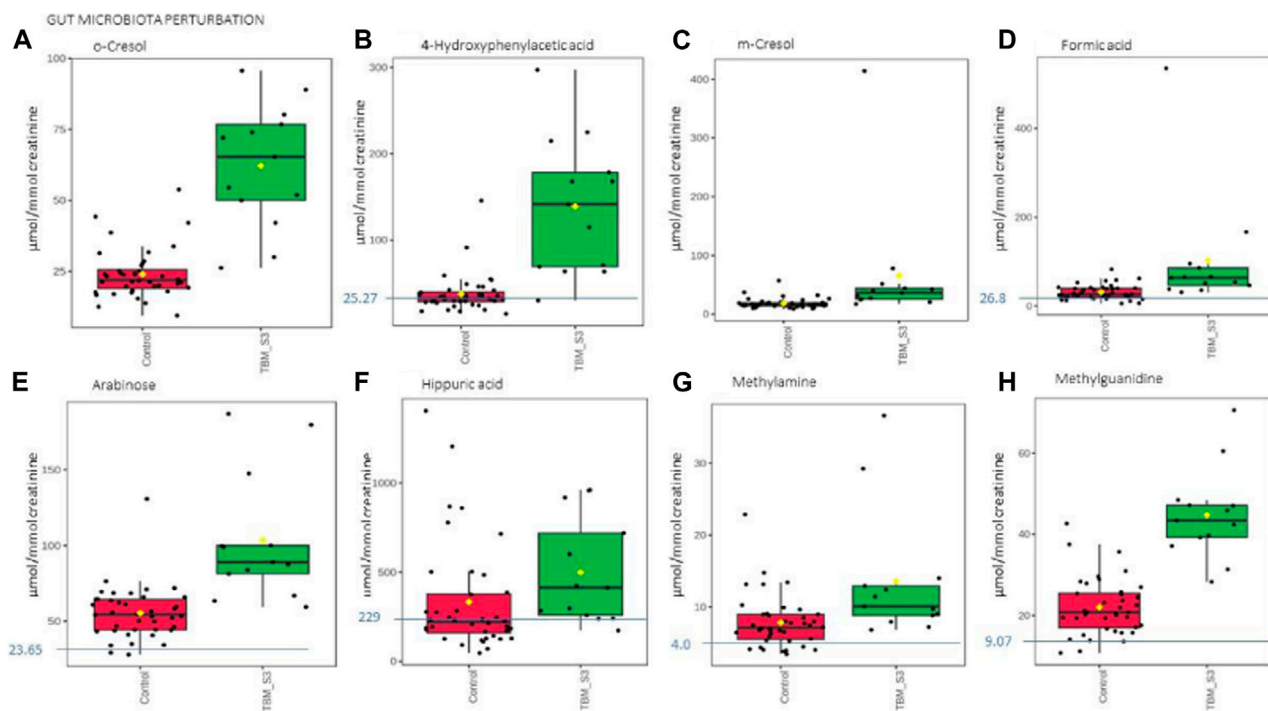 GUT MICROBIOTA PERTURBATION
A
o-Cresol
µmol/mmol creatinine
100
75
50
25
Control
TBM_S3
B
4-Hydroxyphenylacetic acid
µmol/mmol creatinine
300
200
100
25.27
Control
TBM_S3
C
m-Cresol
µmol/mmol creatinine
400
300
200
100
0
Control
TBM_S3
D
Formic acid
µmol/mmol creatinine
400
200
0
26.8
Control
TBM_S3
E
Arabinose
µmol/mmol creatinine
150
100
50
23.65
Control
TBM_S3
F
Hippuric acid
µmol/mmol creatinine
1000
500
229
0
Control
TBM_S3
G
Methylamine
µmol/mmol creatinine
30
20
10
4.0
Control
TBM_S3
H
Methylguanidine
µmol/mmol creatinine
60
40
20
9.07
Control
TBM_S3